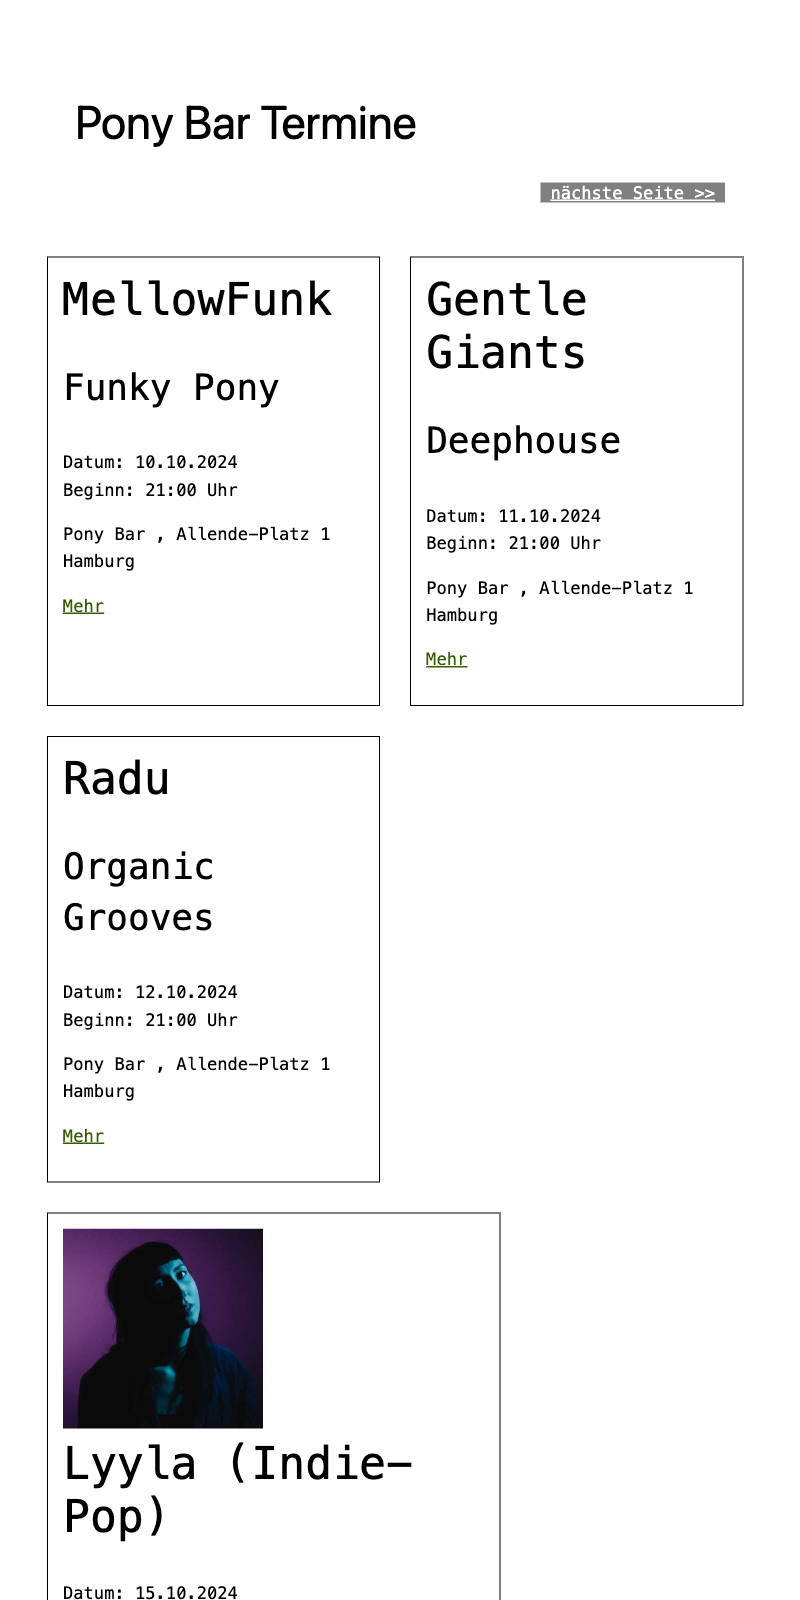 Pony Bar Termine
nächste Seite >>
MellowFunk
Funky Pony
Datum: 10.10.2024
Beginn: 21:00 Uhr
Pony Bar , Allende-Platz 1
Hamburg
Mehr
Gentle
Giants
Deephouse
Datum: 11.10.2024
Beginn: 21:00 Uhr
Pony Bar , Allende-Platz 1
Hamburg
Mehr
Radu
Organic
Grooves
Datum: 12.10.2024
Beginn: 21:00 Uhr
Pony Bar , Allende-Platz 1
Hamburg
Mehr
Lyyla (Indie-
Pop)
Datum: 15.10.2024